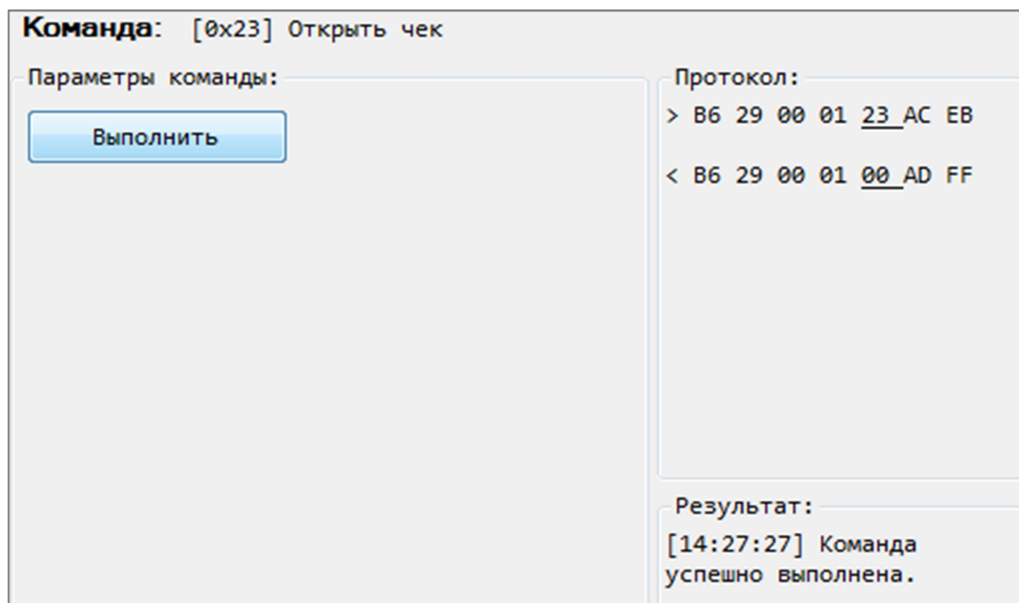 Команда: [0x23] Открыть чек
Параметры команды:
Выполнить
Протокол:
> B6 29 00 01 23 AC EB
< B6 29 00 01 00 AD FF
Результат:
[14:27:27] Команда
успешно выполнена.